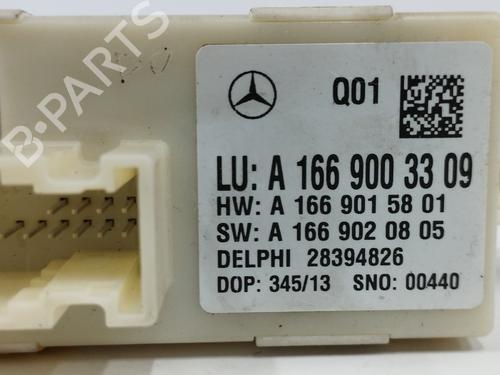 Q01
LU: A 166 900 33 09
HW: A 166 901 58 01
SW: A 166 902 08 05
DELPHI 28394826
DOP: 345/13 SNO: 00440
B-PARTS